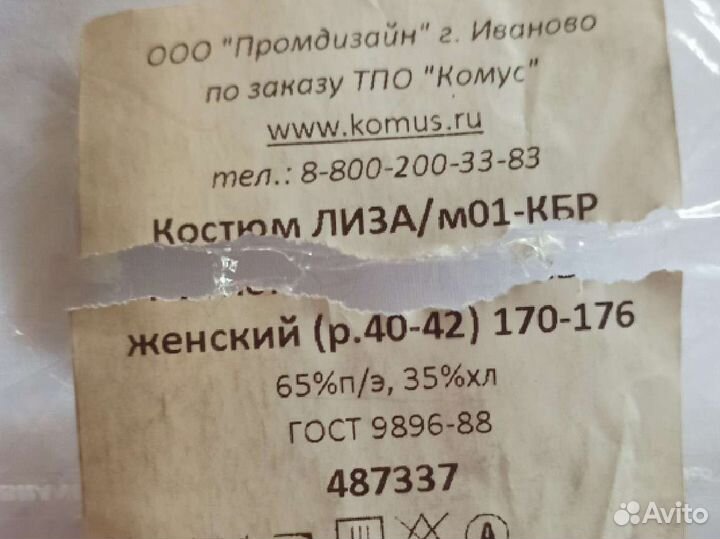 ООО "Промдизайн" г. Иваново
по заказу ТПО "Комус"
www.komus.ru
тел.: 8-800-200-33-83
Костюм ЛИЗА/м01-КБР
женский (р.40-42) 170-176
65%п/э, 35%хл
ГОСТ 9896-88
487337
А
Avito